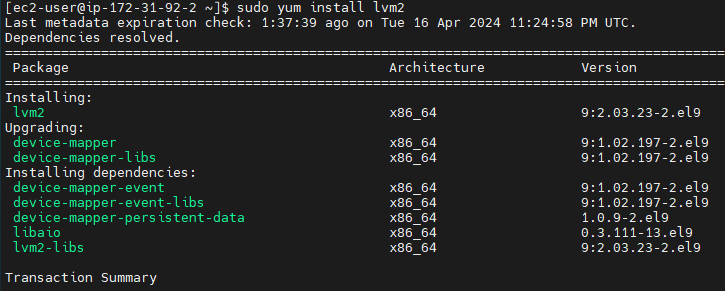 [ec2-user@ip-172-31-92-2 ~]$ sudo yum install lvm2
Last metadata expiration check: 1:37:39 ago on Tue 16 Apr 2024 11:24:58 PM UTC.
Dependencies resolved.
================================================================================
Package Architecture Version
================================================================================
Installing:
lvm2 x86_64 9:2.03.23-2.el9
Upgrading:
device-mapper x86_64 9:1.02.197-2.el9
device-mapper-libs x86_64 9:1.02.197-2.el9
Installing dependencies:
device-mapper-event x86_64 9:1.02.197-2.el9
device-mapper-event-libs x86_64 9:1.02.197-2.el9
device-mapper-persistent-data x86_64 1.0.9-2.el9
libaio x86_64 0.3.111-13.el9
lvm2-libs x86_64 9:2.03.23-2.el9
Transaction Summary